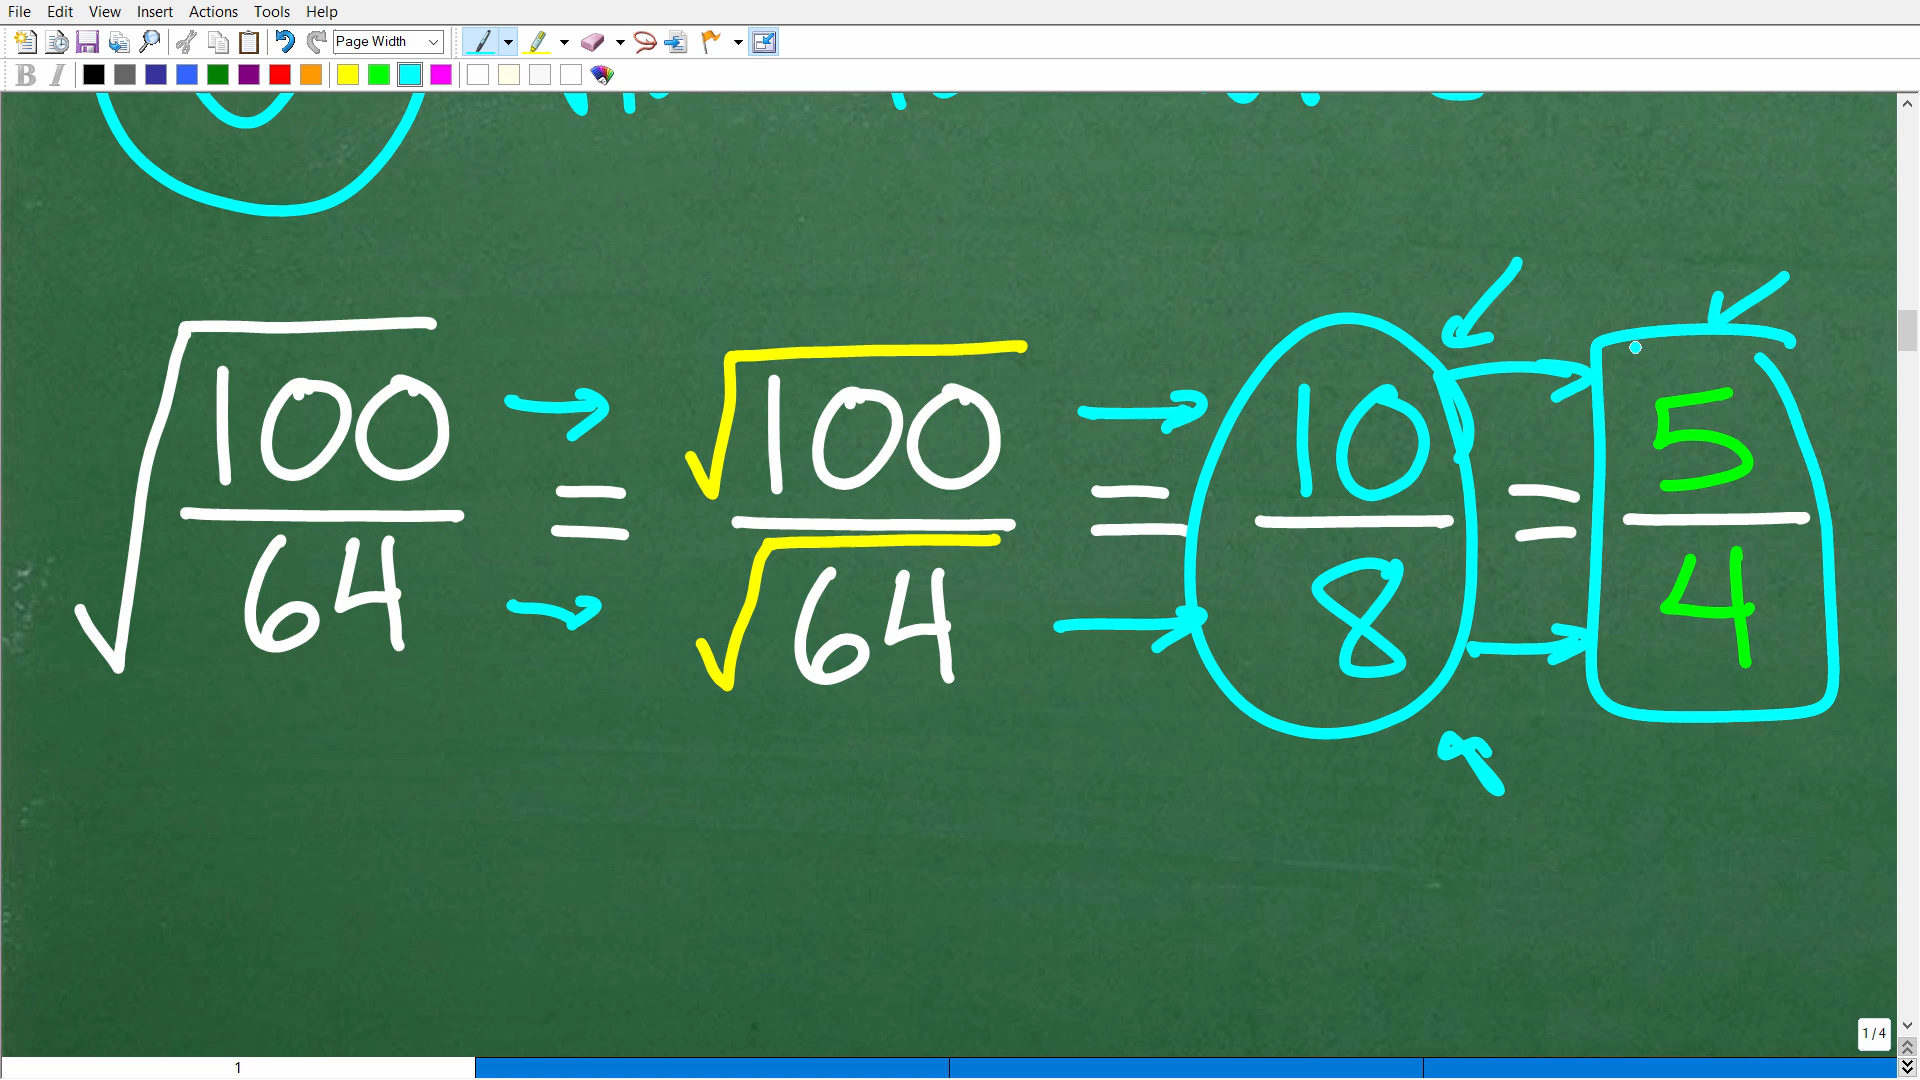 File Edit View Insert Actions Tools Help
Page Width
B I
√100/64 = √100/√64 = 10/8 = 5/4
1 / 4
1